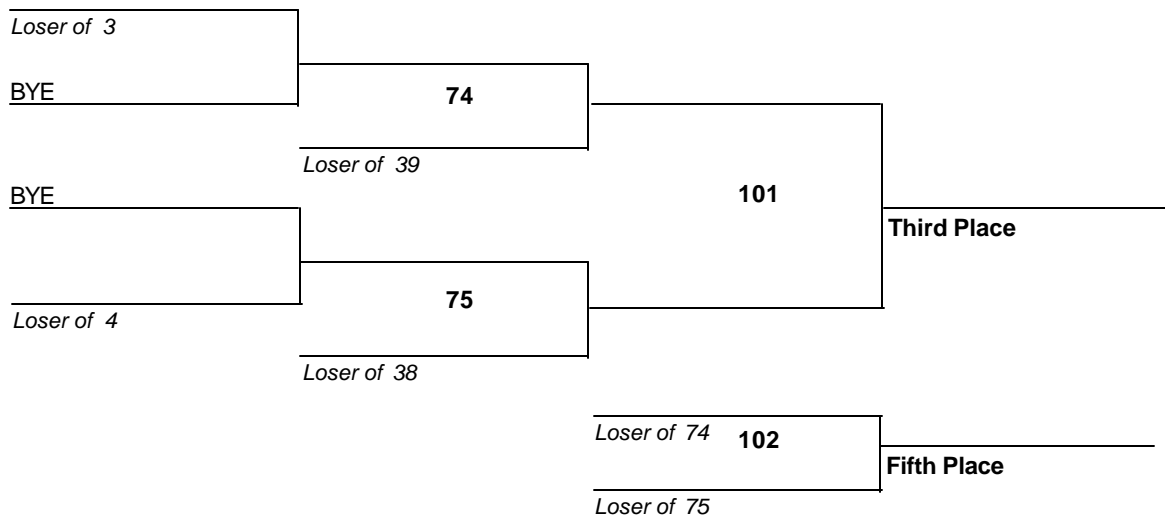 Loser of 3
BYE
74
Loser of 39
BYE
101
Third Place
75
Loser of 4
Loser of 38
Loser of 74
102
Fifth Place
Loser of 75